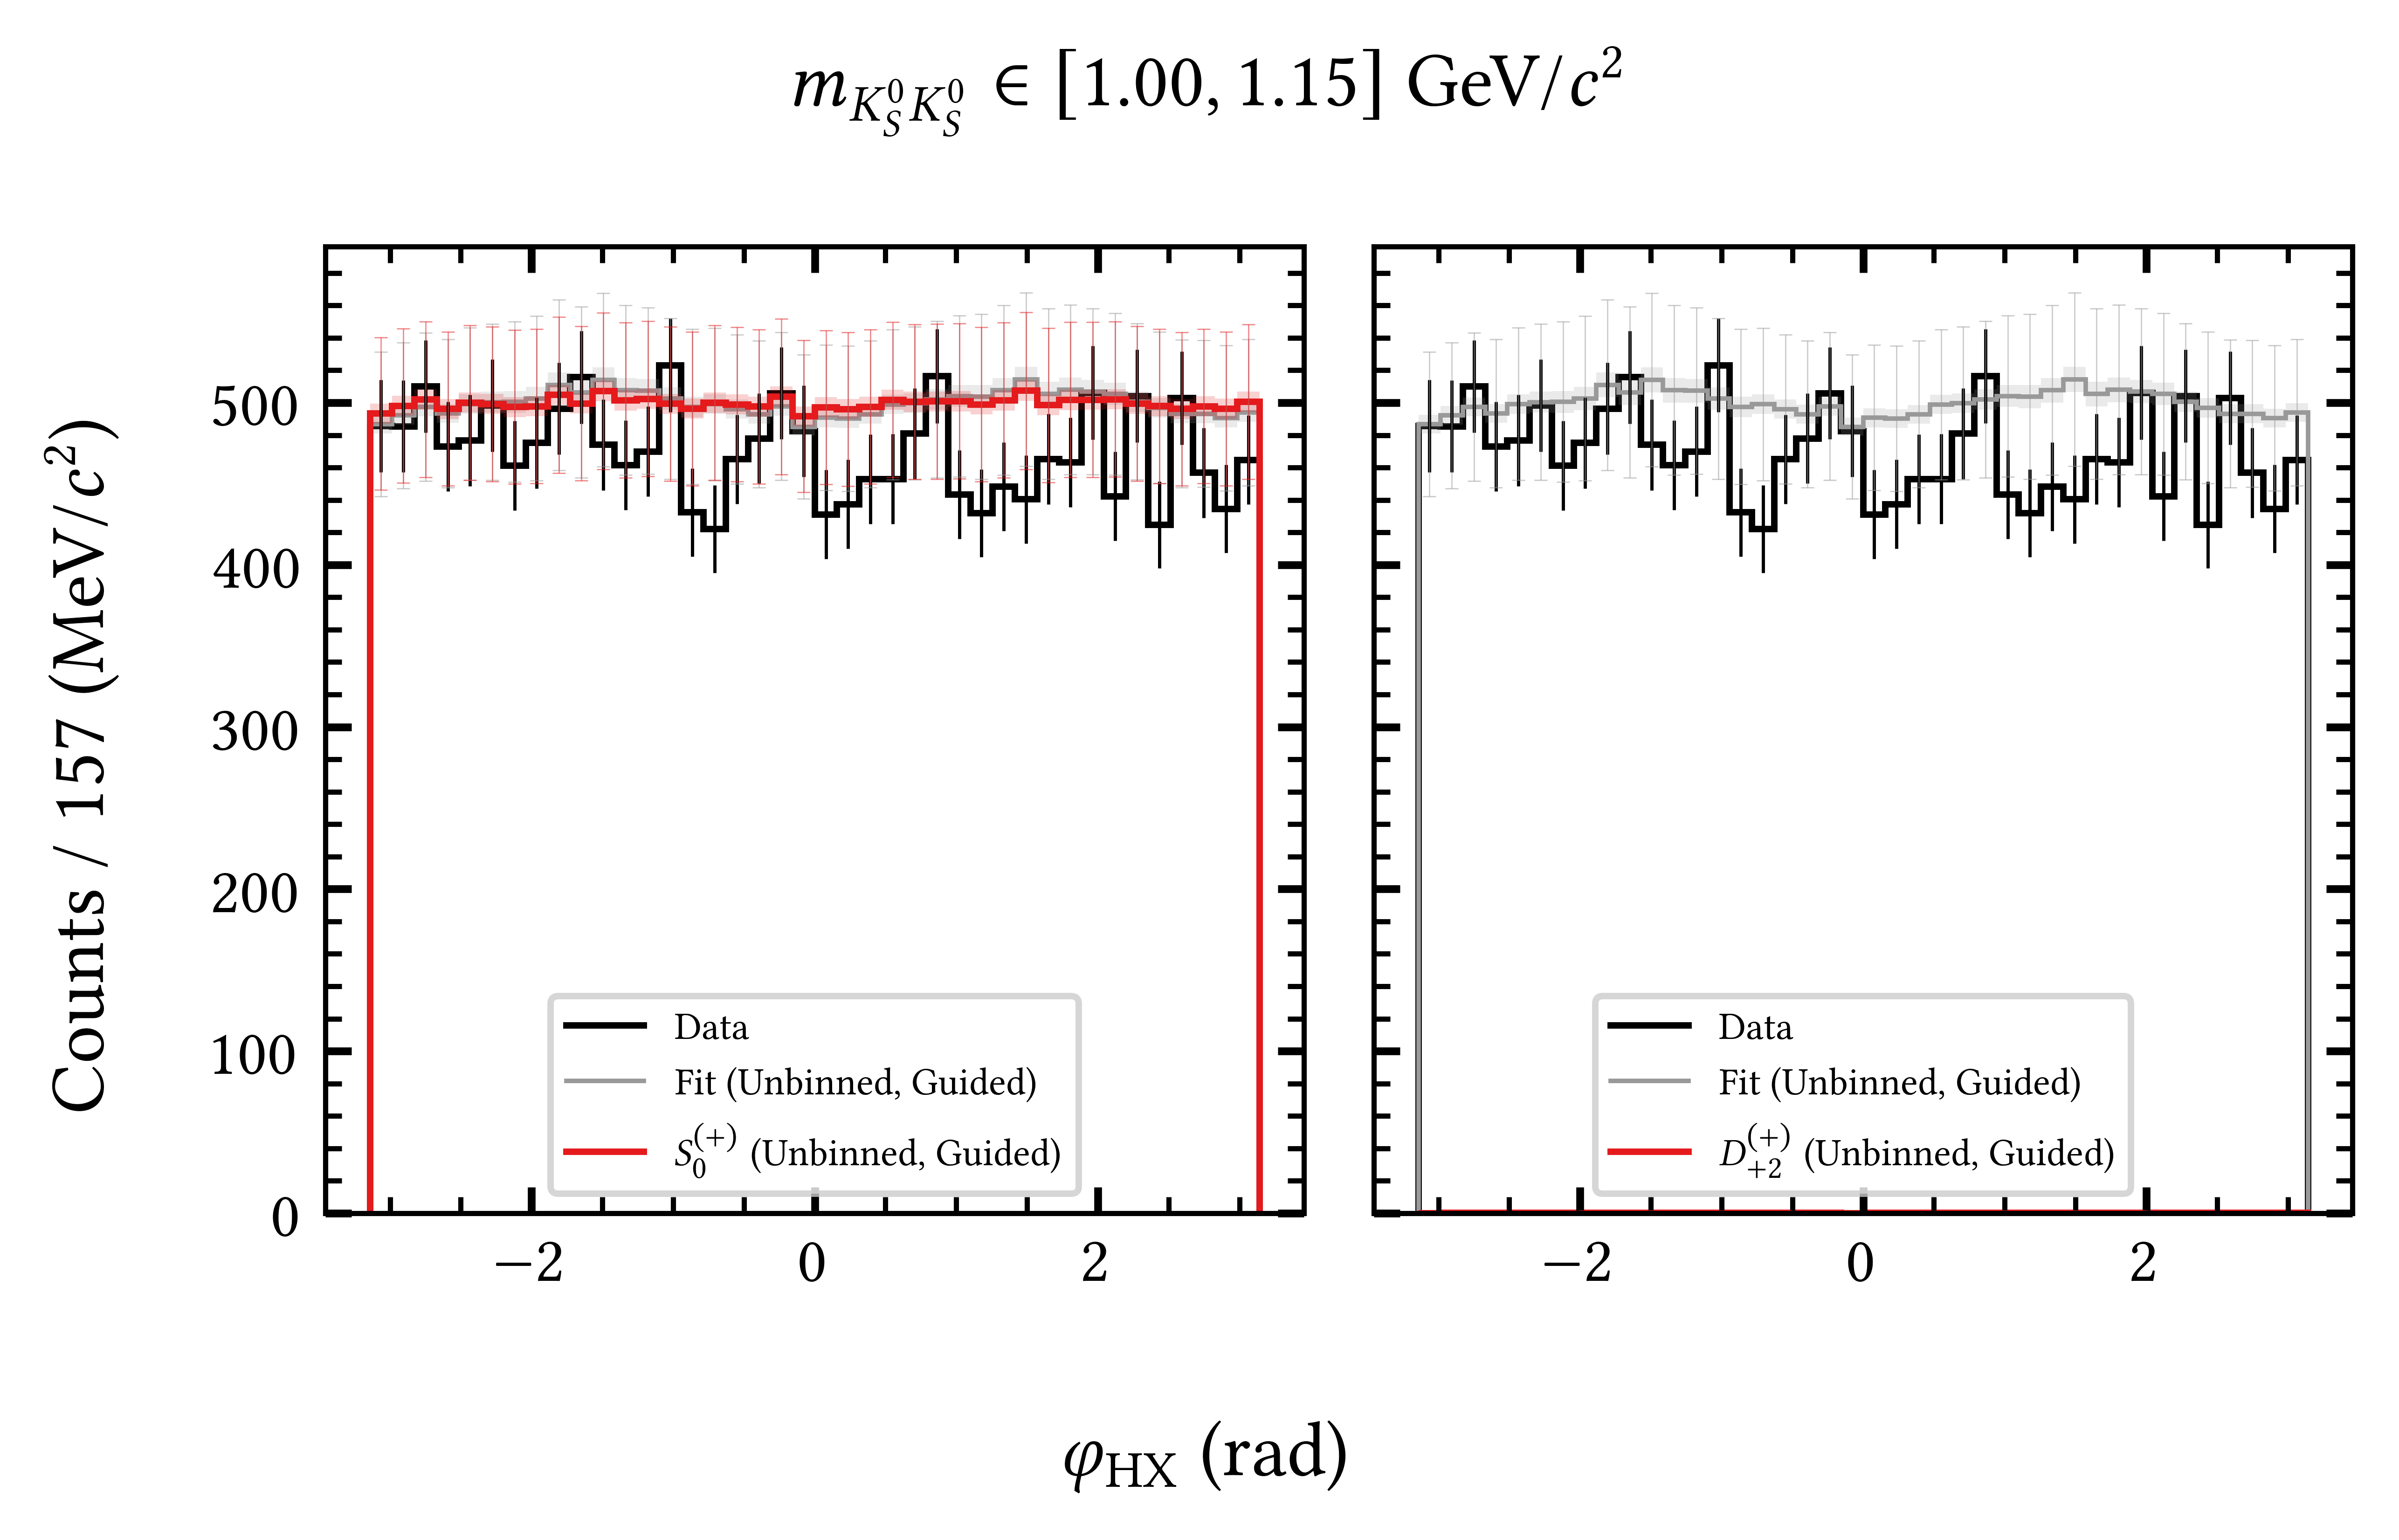 m_{K_S^0 K_S^0} ∈ [1.00, 1.15] GeV/c²
Counts / 157 (MeV/c²)
500
400
300
200
100
0
Data
Fit (Unbinned, Guided)
S_0^{(+)} (Unbinned, Guided)
Data
Fit (Unbinned, Guided)
D_{+2}^{(+)} (Unbinned, Guided)
−2 0 2
−2 0 2
φ_{HX} (rad)